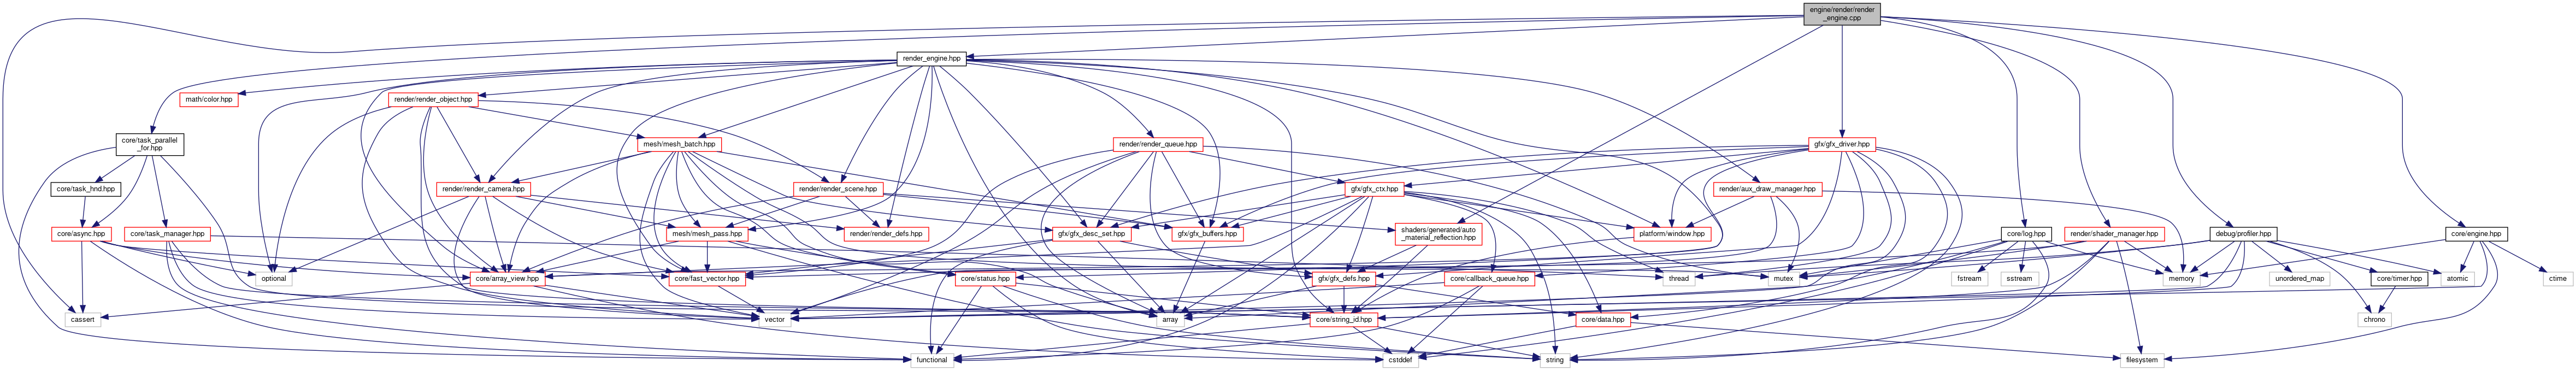 engine/render/render
_engine.cpp
render_engine.hpp
math/color.hpp
render/render_object.hpp
core/task_parallel
_for.hpp
mesh/mesh_batch.hpp
render/render_queue.hpp
gfx/gfx_driver.hpp
core/task_hnd.hpp
render/render_camera.hpp
render/render_scene.hpp
gfx/gfx_ctx.hpp
render/aux_draw_manager.hpp
core/async.hpp
core/task_manager.hpp
mesh/mesh_pass.hpp
render/render_defs.hpp
gfx/gfx_desc_set.hpp
gfx/gfx_buffers.hpp
shaders/generated/auto
_material_reflection.hpp
platform/window.hpp
core/log.hpp
render/shader_manager.hpp
debug/profiler.hpp
core/engine.hpp
optional
core/array_view.hpp
core/fast_vector.hpp
core/status.hpp
gfx/gfx_defs.hpp
core/callback_queue.hpp
thread
mutex
fstream
sstream
memory
unordered_map
core/timer.hpp
atomic
ctime
cassert
vector
array
core/string_id.hpp
core/data.hpp
chrono
functional
cstddef
string
filesystem